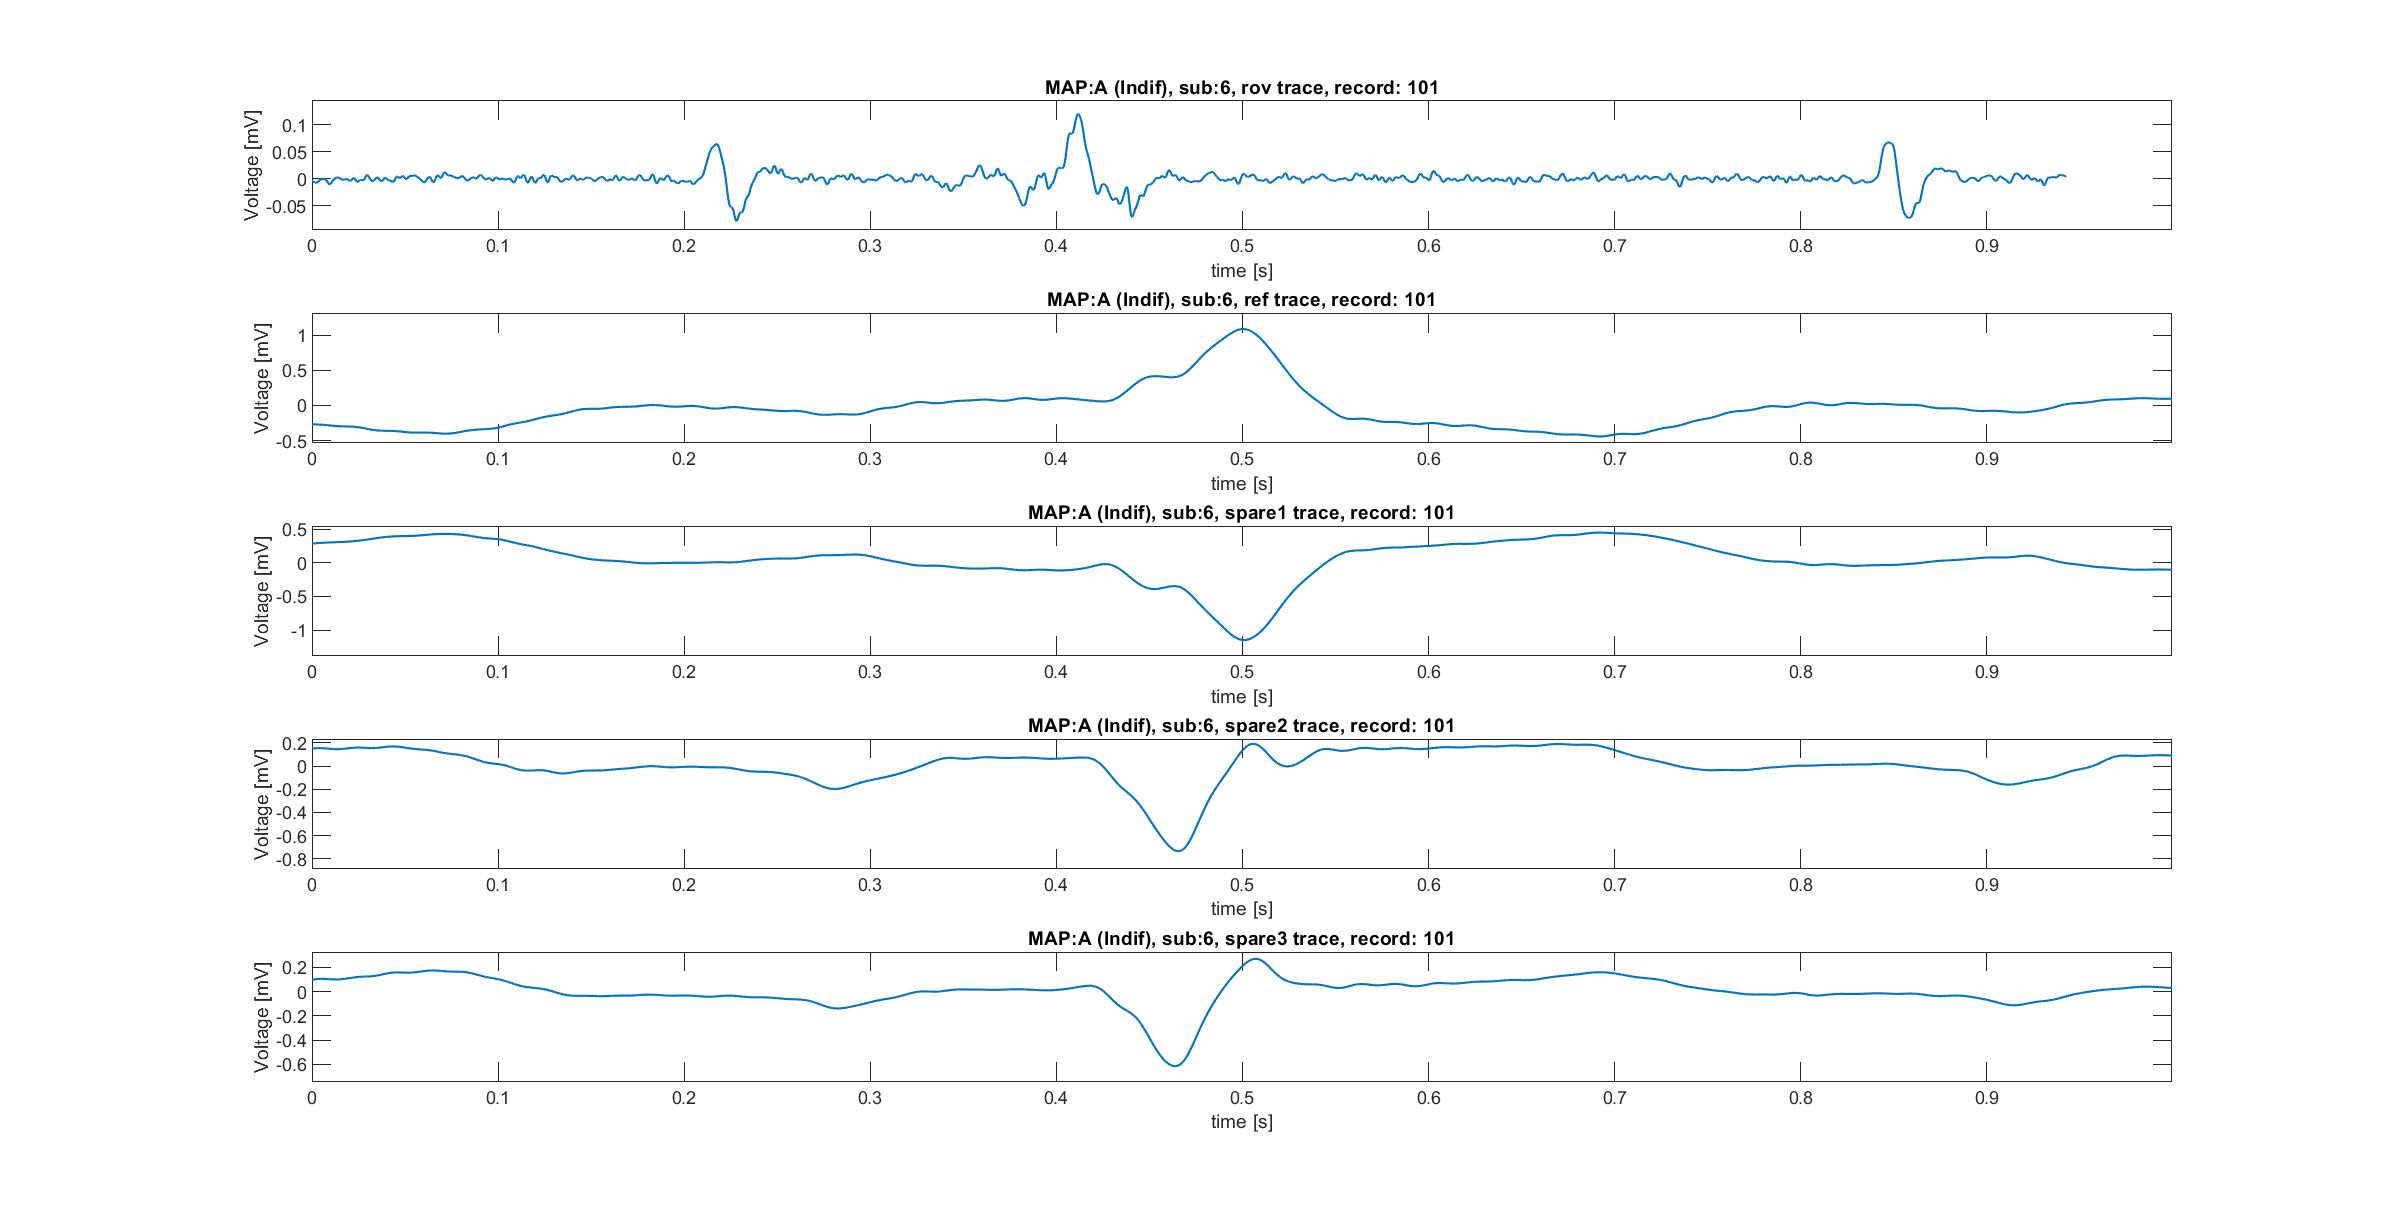 MAP:A (Indif), sub:6, rov trace, record: 101
Voltage [mV]
0.1
0.05
0
-0.05
0 0.1 0.2 0.3 0.4 0.5 0.6 0.7 0.8 0.9
time [s]
MAP:A (Indif), sub:6, ref trace, record: 101
Voltage [mV]
1
0.5
0
-0.5
0 0.1 0.2 0.3 0.4 0.5 0.6 0.7 0.8 0.9
time [s]
MAP:A (Indif), sub:6, spare1 trace, record: 101
Voltage [mV]
0.5
0
-0.5
-1
0 0.1 0.2 0.3 0.4 0.5 0.6 0.7 0.8 0.9
time [s]
MAP:A (Indif), sub:6, spare2 trace, record: 101
Voltage [mV]
0.2
0
-0.2
-0.4
-0.6
-0.8
0 0.1 0.2 0.3 0.4 0.5 0.6 0.7 0.8 0.9
time [s]
MAP:A (Indif), sub:6, spare3 trace, record: 101
Voltage [mV]
0.2
0
-0.2
-0.4
-0.6
0 0.1 0.2 0.3 0.4 0.5 0.6 0.7 0.8 0.9
time [s]